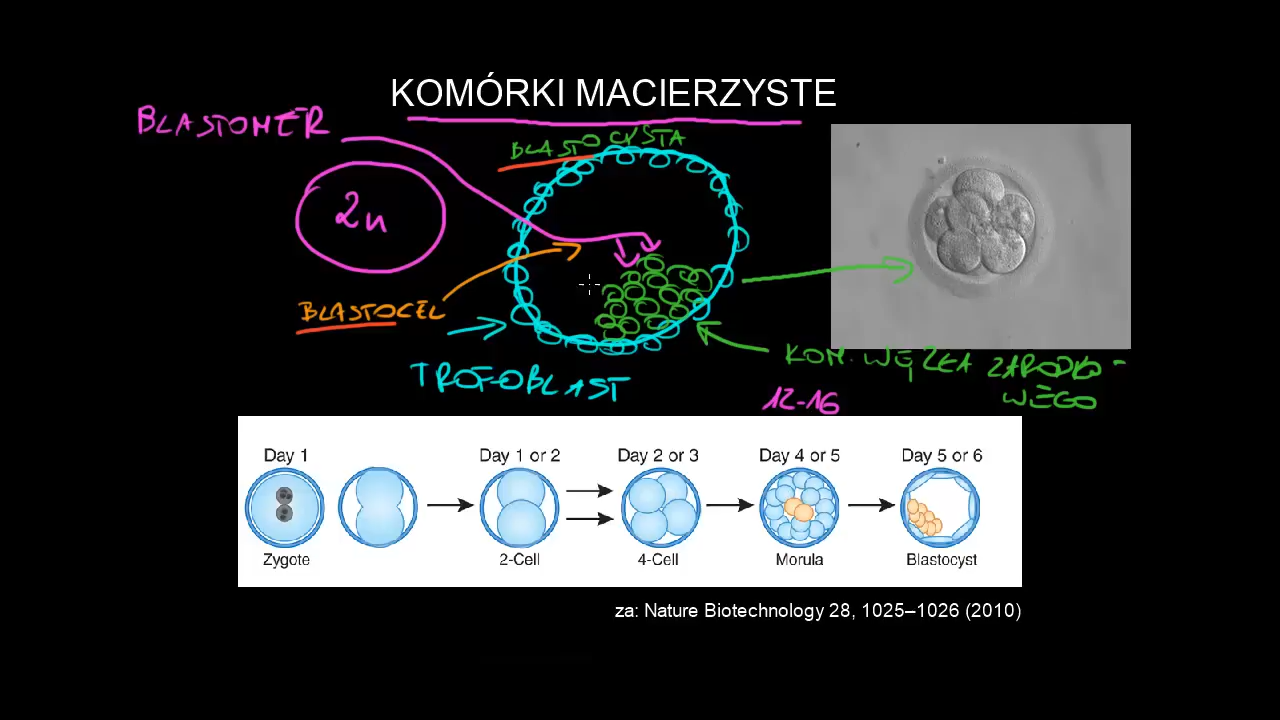 KOMÓRKI MACIERZYSTE
BLASTOMER
BLASTOCYSTA
2n
BLASTOCEL
TROFOBLAST
KOM. WĘZŁA ZARODKO-
WEGO
12-16
Day 1
Day 1 or 2
Day 2 or 3
Day 4 or 5
Day 5 or 6
Zygote
2-Cell
4-Cell
Morula
Blastocyst
za: Nature Biotechnology 28, 1025–1026 (2010)